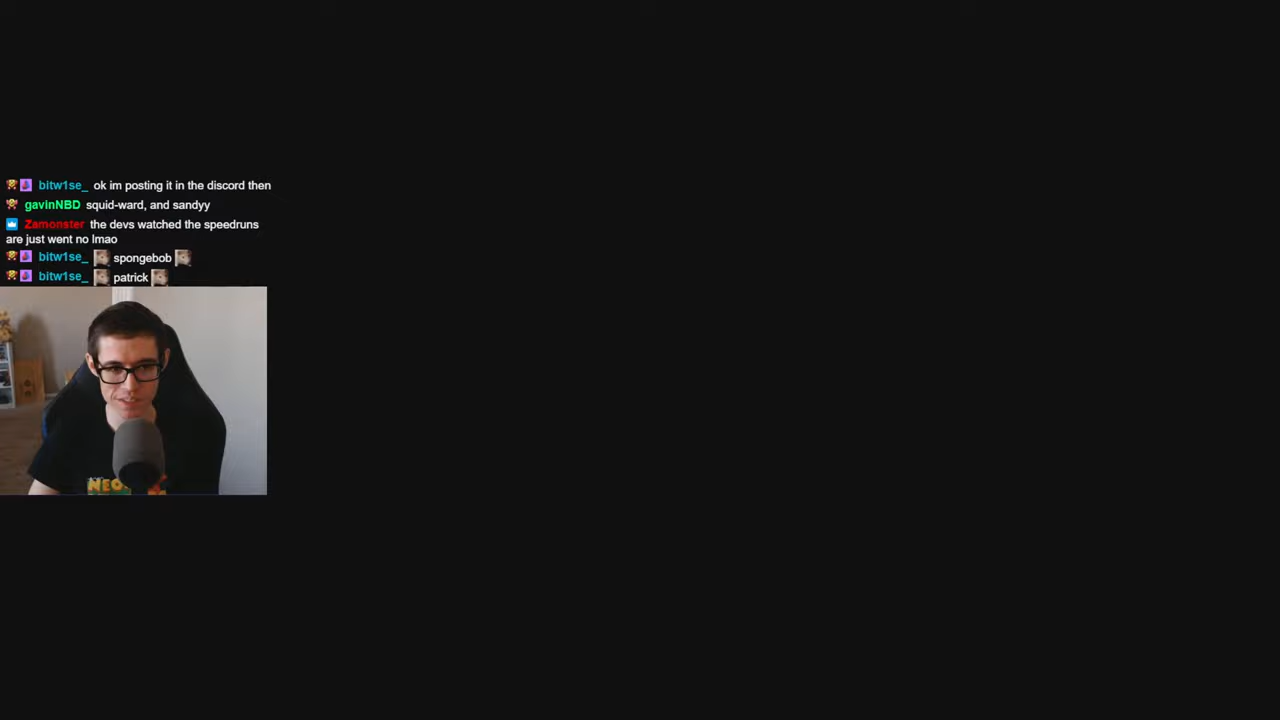 bitw1se_ ok im posting it in the discord then
gavinNBD squid-ward, and sandyy
Zamonster the devs watched the speedruns
are just went no lmao
bitw1se_ spongebob
bitw1se_ patrick
NEO